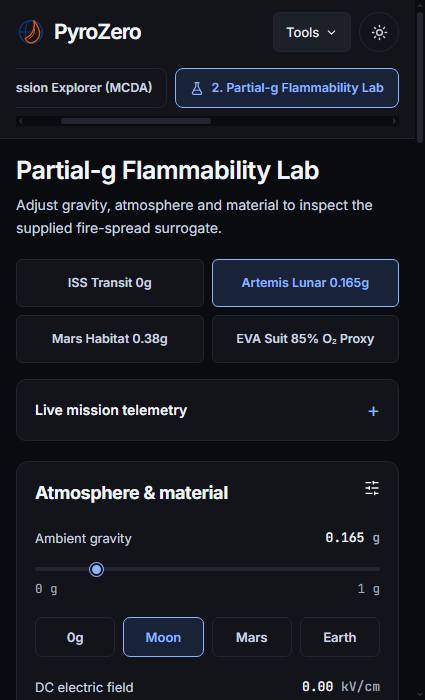 PyroZero
Tools
ssion Explorer (MCDA)
2. Partial-g Flammability Lab
Partial-g Flammability Lab
Adjust gravity, atmosphere and material to inspect the
supplied fire-spread surrogate.
ISS Transit 0g
Artemis Lunar 0.165g
Mars Habitat 0.38g
EVA Suit 85% O₂ Proxy
Live mission telemetry
+
Atmosphere & material
Ambient gravity
0.165 g
0 g
1 g
0g
Moon
Mars
Earth
DC electric field
0.00 kV/cm